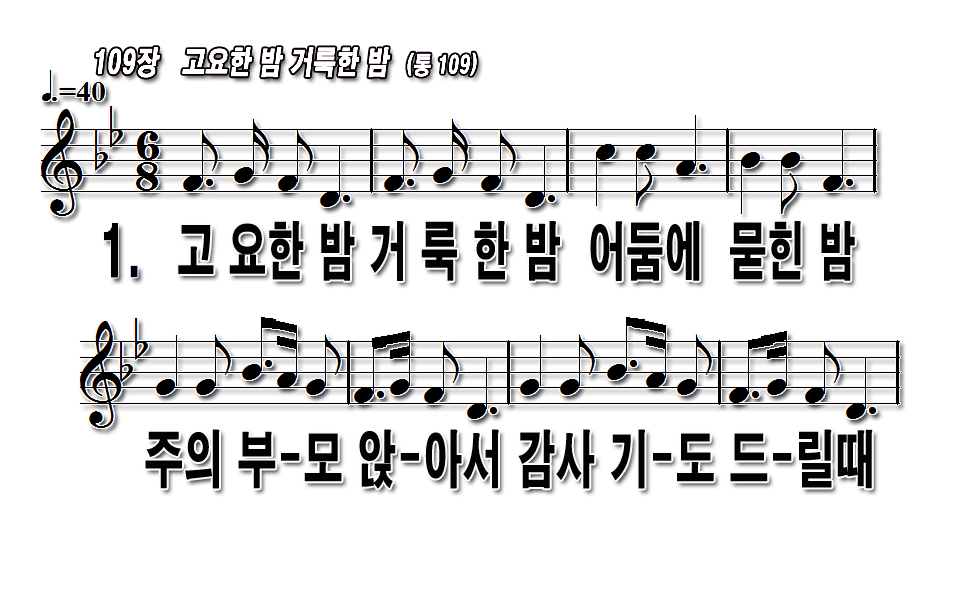 109장 고요한 밤 거룩한 밤 (통 109)
♩.=40
6
8
1. 고 요한 밤 거 룩 한 밤 어둠에 묻힌 밤
주의 부-모 앉-아서 감사 기-도 드-릴때